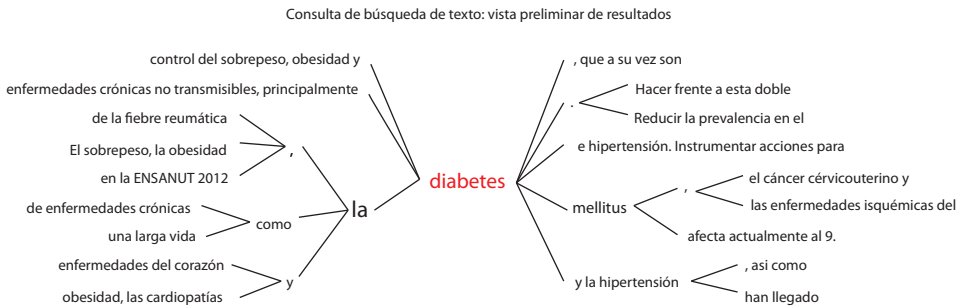 Consulta de búsqueda de texto: vista preliminar de resultados
control del sobrepeso, obesidad y
enfermedades crónicas no transmisibles, principalmente
de la fiebre reumática
El sobrepeso, la obesidad
en la ENSANUT 2012
,
de enfermedades crónicas
una larga vida
como
enfermedades del corazón
obesidad, las cardiopatías
y
la
diabetes
, que a su vez son
.
Hacer frente a esta doble
Reducir la prevalencia en el
e hipertensión. Instrumentar acciones para
mellitus
,
el cáncer cérvicouterino y
las enfermedades isquémicas del
afecta actualmente al 9.
y la hipertensión
, asi como
han llegado